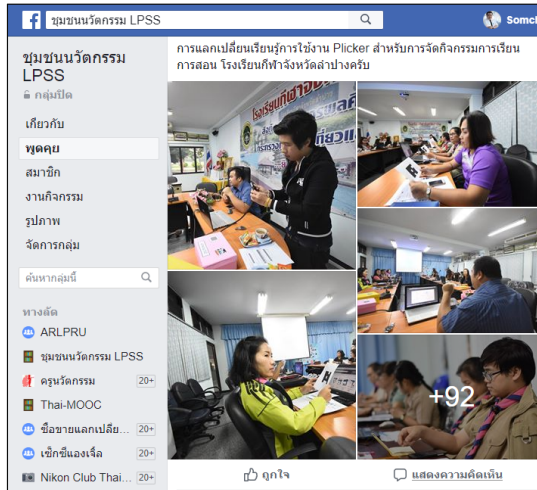 ชุมชนนวัตกรรม LPSS
Somch
ชุมชนนวัตกรรม
LPSS
กลุ่มปิด
เกี่ยวกับ
พูดคุย
สมาชิก
งานกิจกรรม
รูปภาพ
จัดการกลุ่ม
ค้นหากลุ่มนี้
ทางลัด
ARLPRU
ชุมชนนวัตกรรม LPSS
ครูนวัตกรรม 20+
Thai-MOOC
ซื้อขายแลกเปลี่ย... 20+
เช็กซี่แองเจิ้ล 20+
Nikon Club Thai... 20+
การแลกเปลี่ยนเรียนรู้การใช้งาน Plicker สำหรับการจัดกิจกรรมการเรียน
การสอน โรงเรียนกีฬาจังหวัดลำปางครับ
+92
ถูกใจ
แสดงความคิดเห็น